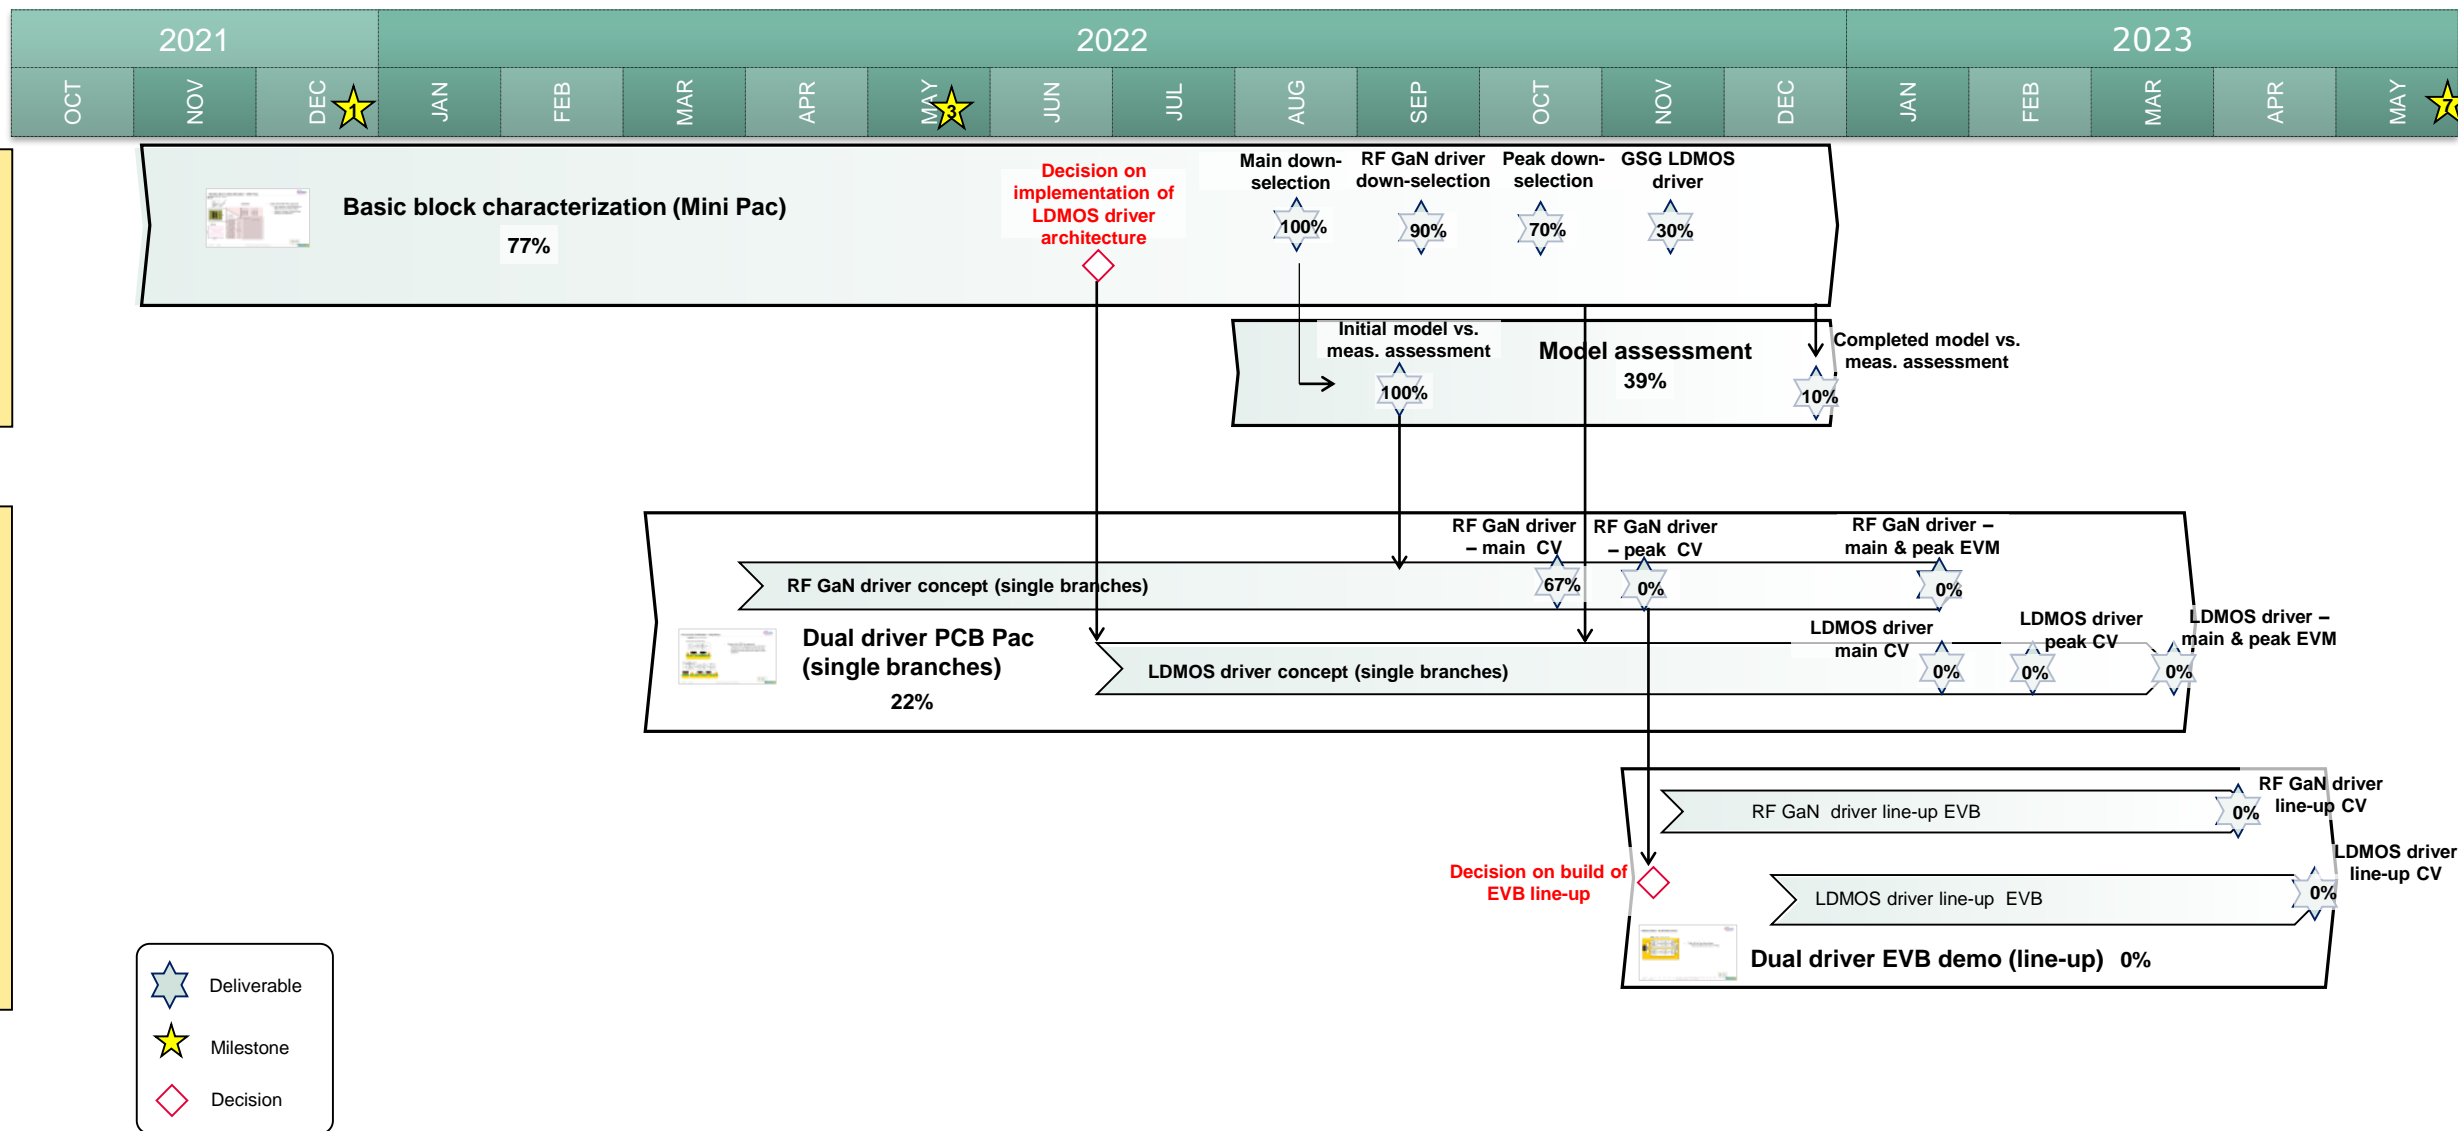 2021
2022
2023
OCT
NOV
DEC
1
JAN
FEB
MAR
APR
MAY
3
JUN
JUL
AUG
SEP
OCT
NOV
DEC
JAN
FEB
MAR
APR
MAY
7
Basic block characterization (Mini Pac)
77%
Decision on
implementation of
LDMOS driver
architecture
Main down-
selection
100%
RF GaN driver
down-selection
90%
Peak down-
selection
70%
GSG LDMOS
driver
30%
Initial model vs.
meas. assessment
100%
Model assessment
39%
Completed model vs.
meas. assessment
10%
RF GaN driver
– main CV
67%
RF GaN driver
– peak CV
0%
RF GaN driver –
main & peak EVM
0%
RF GaN driver concept (single branches)
Dual driver PCB Pac
(single branches)
22%
LDMOS driver concept (single branches)
LDMOS driver
main CV
0%
LDMOS driver
peak CV
0%
LDMOS driver –
main & peak EVM
0%
RF GaN driver line-up EVB
0%
RF GaN driver
line-up CV
Decision on build of
EVB line-up
LDMOS driver line-up EVB
0%
LDMOS driver
line-up CV
Dual driver EVB demo (line-up) 0%
Deliverable
Milestone
Decision